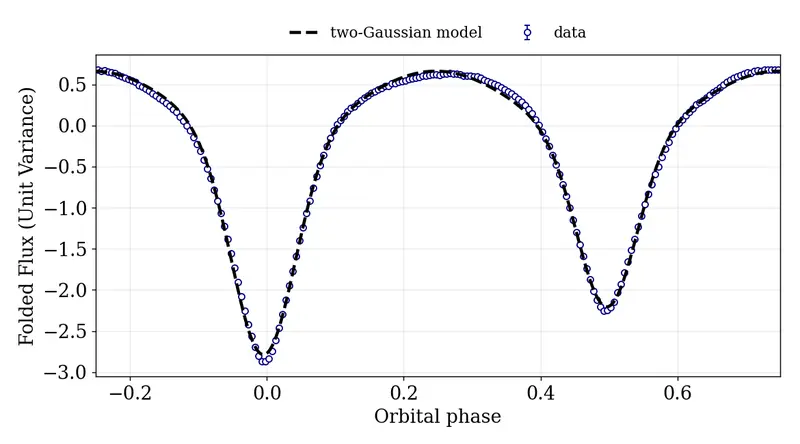 two-Gaussian model data
Folded Flux (Unit Variance)
0.5
0.0
−0.5
−1.0
−1.5
−2.0
−2.5
−3.0
−0.2 0.0 0.2 0.4 0.6
Orbital phase